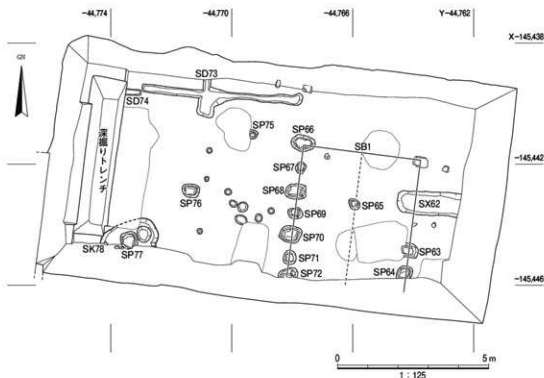 -44,774
-44,770
-44,766
Y-44,762
X-145,438
SD73
SD74
深掘りトレンチ
SP75
SP66
SB1
SP67
-145,442
SP76
SP68
SP65
SX62
SP69
SP70
SK78
SP77
SP71
SP63
SP72
SP64
-145,446
0
5 m
1：125